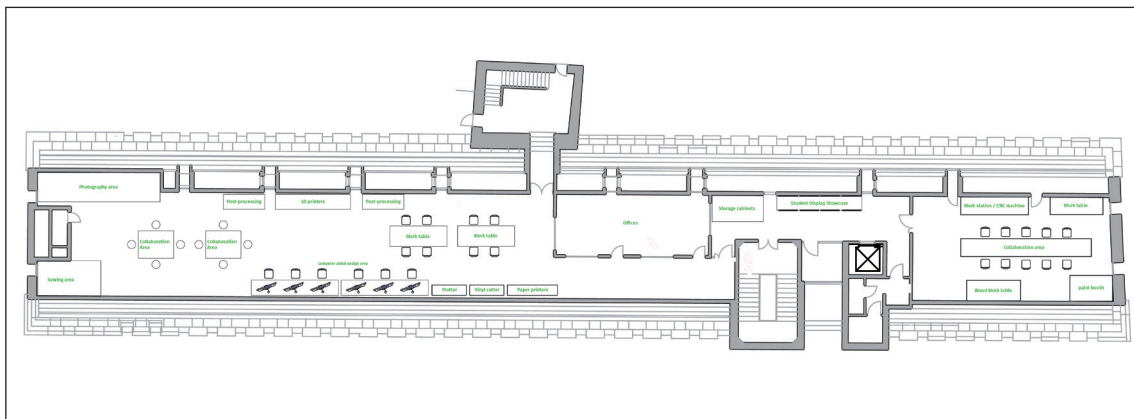 Photography area
Post-processing
3D printers
Post-processing
Offices
Storage cabinets
Student Display Showcase
Work station / CNC machine
Work table
Collaboration
Area
Collaboration
Area
Work table
Work table
Collaboration area
Computer aided design area
Sewing area
Plotter
Vinyl cutter
Paper printers
Wood Work table
paint booth